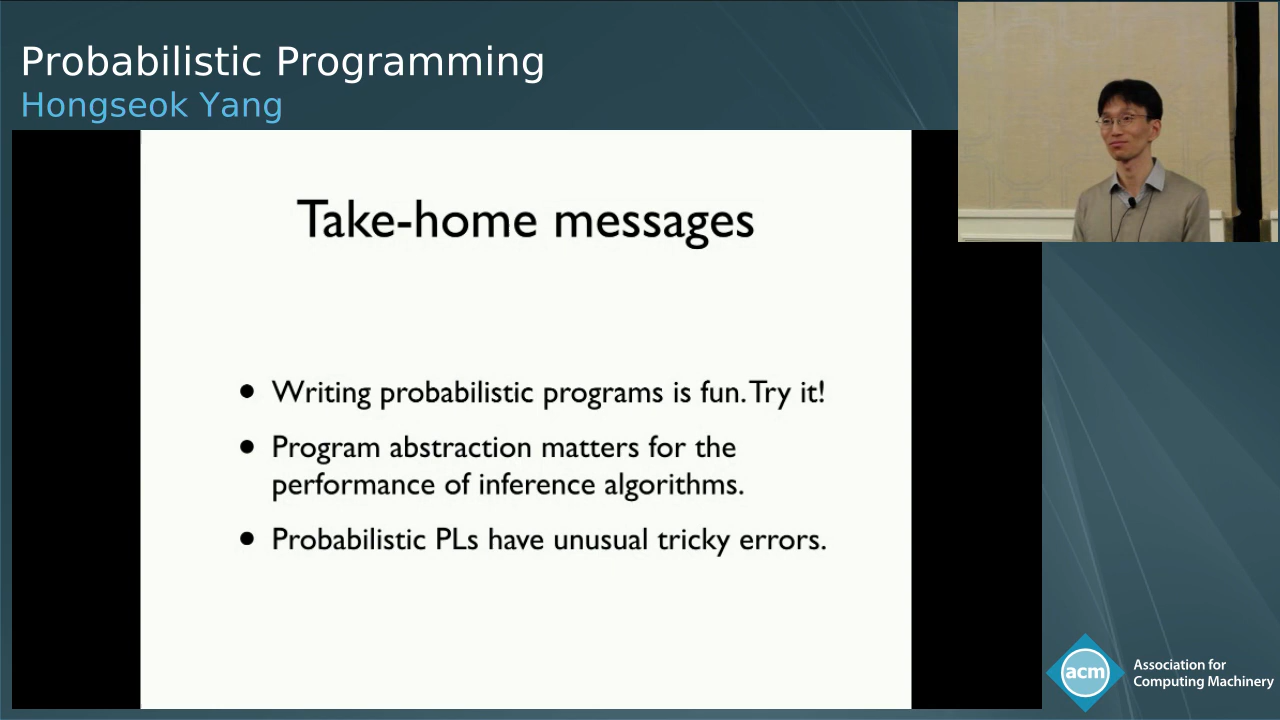 Probabilistic Programming
Hongseok Yang
Take-home messages
• Writing probabilistic programs is fun. Try it!
• Program abstraction matters for the
performance of inference algorithms.
• Probabilistic PLs have unusual tricky errors.
acm
Association for
Computing Machinery